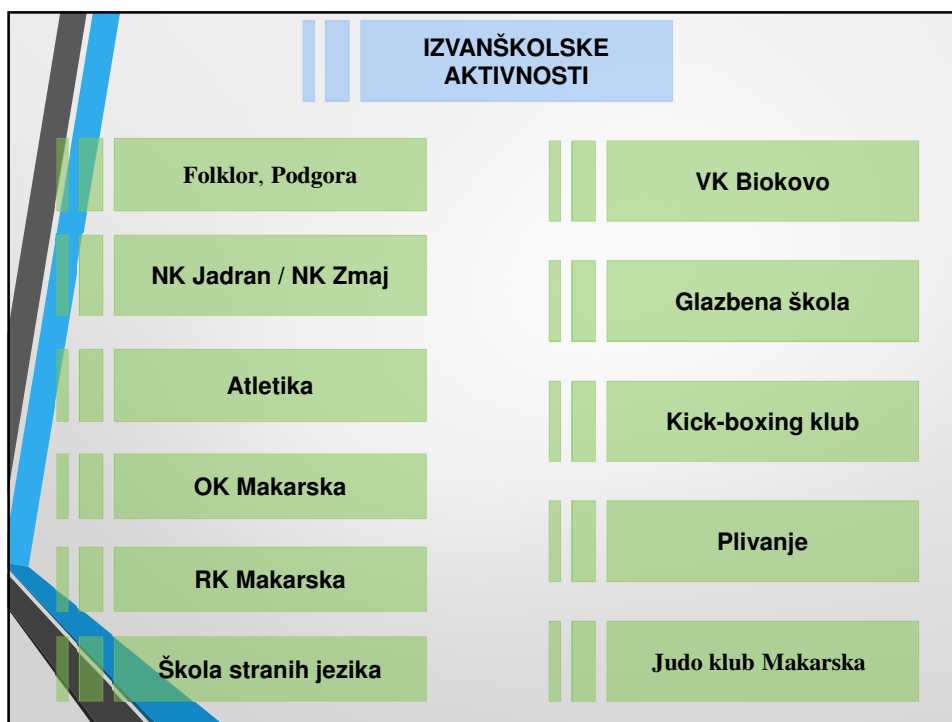 IZVANŠKOLSKE
AKTIVNOSTI
Folklor, Podgora
NK Jadran / NK Zmaj
Atletika
OK Makarska
RK Makarska
Škola stranih jezika
VK Biokovo
Glazbena škola
Kick-boxing klub
Plivanje
Judo klub Makarska